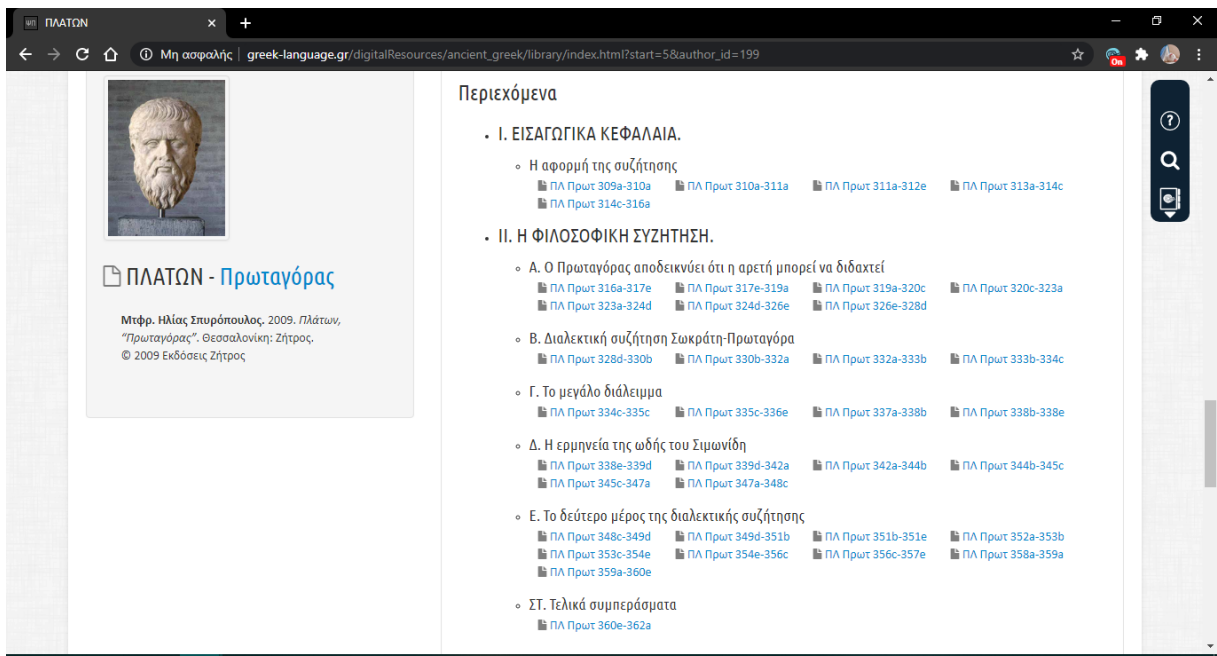 ΠΛΑΤΩΝ
Μη ασφαλής | greek-language.gr/digitalResources/ancient_greek/library/index.html?start=5&author_id=199
On
ΠΛΑΤΩΝ - Πρωταγόρας
Μτφρ. Ηλίας Σπυρόπουλος. 2009. Πλάτων,
"Πρωταγόρας". Θεσσαλονίκη: Ζήτρος.
© 2009 Εκδόσεις Ζήτρος
Περιεχόμενα
• Ι. ΕΙΣΑΓΩΓΙΚΑ ΚΕΦΑΛΑΙΑ.
◦ Η αφορμή της συζήτησης
ΠΛ Πρωτ 309a-310a ΠΛ Πρωτ 310a-311a ΠΛ Πρωτ 311a-312e ΠΛ Πρωτ 313a-314c
ΠΛ Πρωτ 314c-316a
• ΙΙ. Η ΦΙΛΟΣΟΦΙΚΗ ΣΥΖΗΤΗΣΗ.
◦ Α. Ο Πρωταγόρας αποδεικνύει ότι η αρετή μπορεί να διδαχτεί
ΠΛ Πρωτ 316a-317e ΠΛ Πρωτ 317e-319a ΠΛ Πρωτ 319a-320c ΠΛ Πρωτ 320c-323a
ΠΛ Πρωτ 323a-324d ΠΛ Πρωτ 324d-326e ΠΛ Πρωτ 326e-328d
◦ Β. Διαλεκτική συζήτηση Σωκράτη-Πρωταγόρα
ΠΛ Πρωτ 328d-330b ΠΛ Πρωτ 330b-332a ΠΛ Πρωτ 332a-333b ΠΛ Πρωτ 333b-334c
◦ Γ. Το μεγάλο διάλειμμα
ΠΛ Πρωτ 334c-335c ΠΛ Πρωτ 335c-336e ΠΛ Πρωτ 337a-338b ΠΛ Πρωτ 338b-338e
◦ Δ. Η ερμηνεία της ωδής του Σιμωνίδη
ΠΛ Πρωτ 338e-339d ΠΛ Πρωτ 339d-342a ΠΛ Πρωτ 342a-344b ΠΛ Πρωτ 344b-345c
ΠΛ Πρωτ 345c-347a ΠΛ Πρωτ 347a-348c
◦ Ε. Το δεύτερο μέρος της διαλεκτικής συζήτησης
ΠΛ Πρωτ 348c-349d ΠΛ Πρωτ 349d-351b ΠΛ Πρωτ 351b-351e ΠΛ Πρωτ 352a-353b
ΠΛ Πρωτ 353c-354e ΠΛ Πρωτ 354e-356c ΠΛ Πρωτ 356c-357e ΠΛ Πρωτ 358a-359a
ΠΛ Πρωτ 359a-360e
◦ ΣΤ. Τελικά συμπεράσματα
ΠΛ Πρωτ 360e-362a